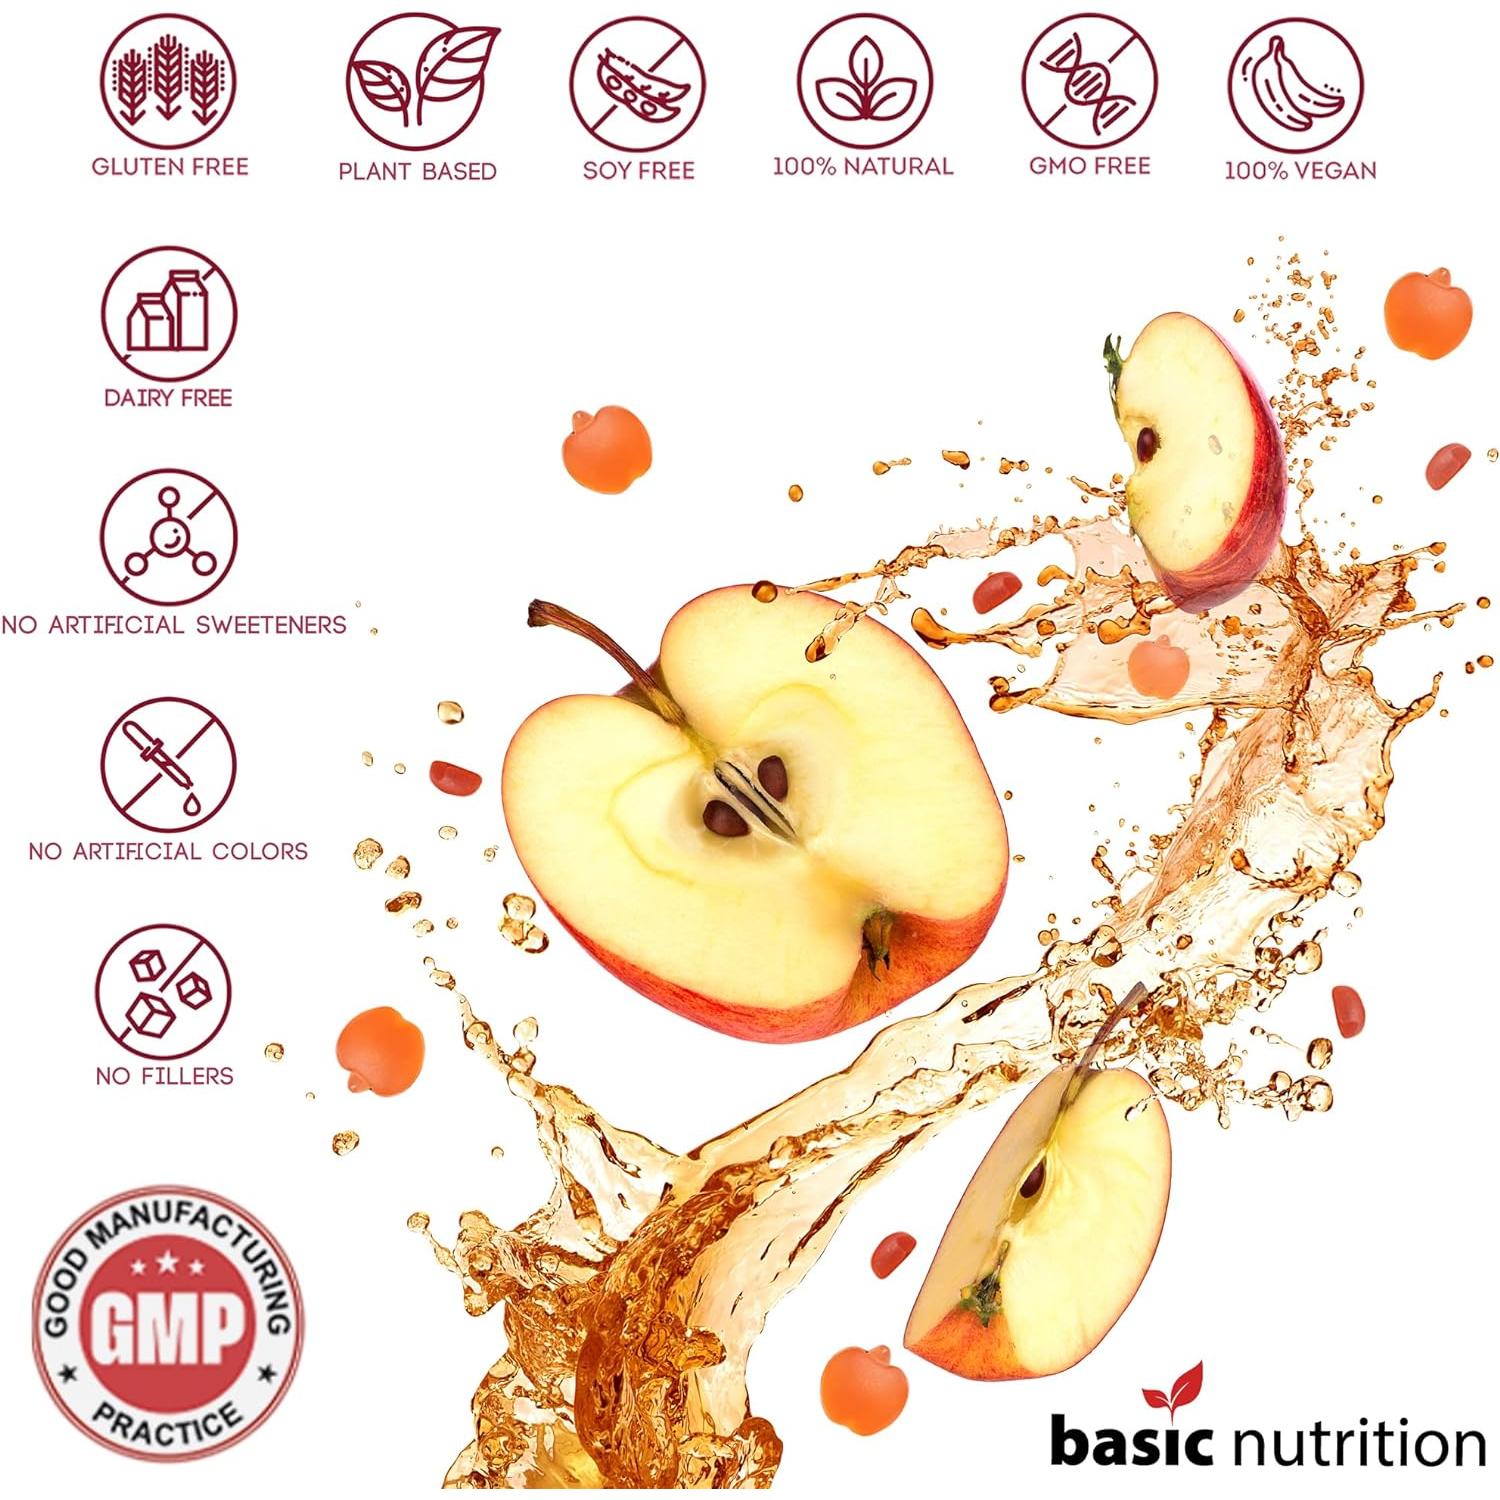 GLUTEN FREE
PLANT BASED
SOY FREE
100% NATURAL
GMO FREE
100% VEGAN
DAIRY FREE
NO ARTIFICIAL SWEETENERS
NO ARTIFICIAL COLORS
NO FILLERS
GOOD MANUFACTURING
GMP
PRACTICE
basic nutrition